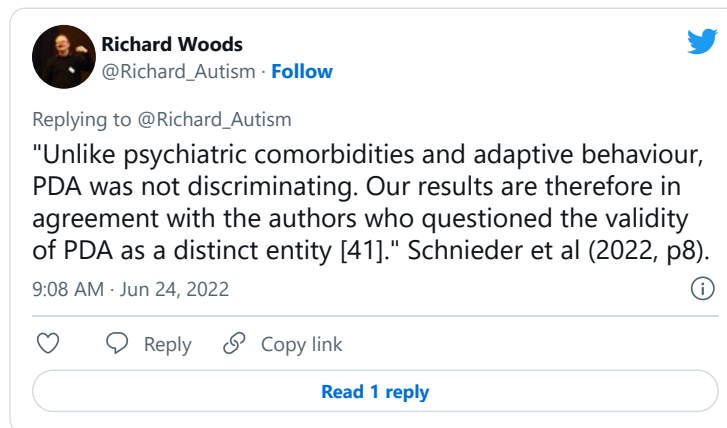 Richard Woods
@Richard_Autism · Follow
Replying to @Richard_Autism
"Unlike psychiatric comorbidities and adaptive behaviour,
PDA was not discriminating. Our results are therefore in
agreement with the authors who questioned the validity
of PDA as a distinct entity [41]." Schnieder et al (2022, p8).
9:08 AM · Jun 24, 2022
Reply Copy link
Read 1 reply